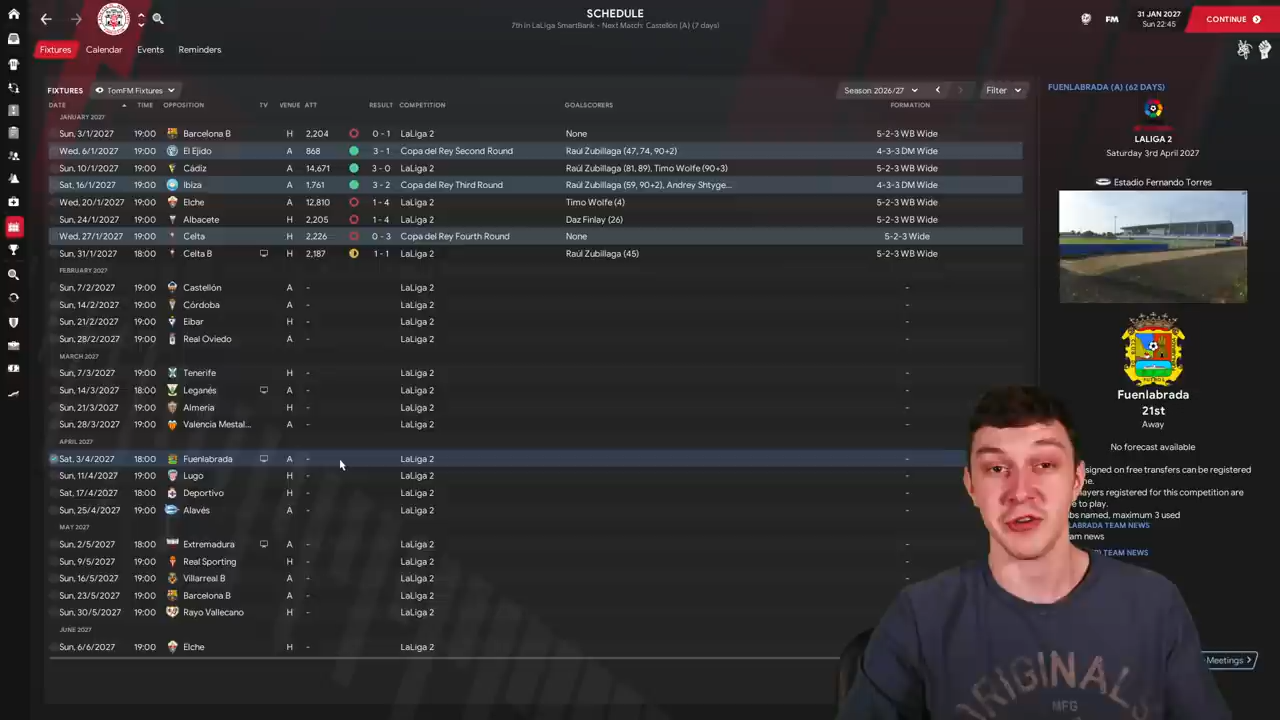 SCHEDULE
7th in LaLiga SmartBank - Next Match: Castellón (A) (7 days)
FM
31 JAN 2027
Sun 22:45
CONTINUE
Fixtures Calendar Events Reminders
FIXTURES TomFM Fixtures Season 2026/27 Filter
DATE TIME OPPOSITION TV VENUE ATT RESULT COMPETITION GOALSCORERS FORMATION
JANUARY 2027
Sun, 3/1/2027 19:00 Barcelona B H 2,204 0 - 1 LaLiga 2 None 5-2-3 WB Wide
Wed, 6/1/2027 19:00 El Ejido A 868 3 - 1 Copa del Rey Second Round Raúl Zubillaga (47, 74, 90+2) 4-3-3 DM Wide
Sun, 10/1/2027 19:00 Cádiz A 14,671 3 - 0 LaLiga 2 Raúl Zubillaga (81, 89), Timo Wolfe (90+3) 5-2-3 WB Wide
Sat, 16/1/2027 19:00 Ibiza A 1,761 3 - 2 Copa del Rey Third Round Raúl Zubillaga (59, 90+2), Andrey Shtyge... 4-3-3 DM Wide
Wed, 20/1/2027 19:00 Elche A 12,810 1 - 4 LaLiga 2 Timo Wolfe (4) 5-2-3 WB Wide
Sun, 24/1/2027 19:00 Albacete H 2,205 1 - 4 LaLiga 2 Daz Finlay (26) 5-2-3 WB Wide
Wed, 27/1/2027 19:00 Celta H 2,226 0 - 3 Copa del Rey Fourth Round None 5-2-3 Wide
Sun, 31/1/2027 18:00 Celta B H 2,187 1 - 1 LaLiga 2 Raúl Zubillaga (45) 5-2-3 WB Wide
FEBRUARY 2027
Sun, 7/2/2027 19:00 Castellón A - LaLiga 2 -
Sun, 14/2/2027 19:00 Córdoba A - LaLiga 2 -
Sun, 21/2/2027 19:00 Eibar H - LaLiga 2 -
Sun, 28/2/2027 19:00 Real Oviedo A - LaLiga 2 -
MARCH 2027
Sun, 7/3/2027 19:00 Tenerife H - LaLiga 2 -
Sun, 14/3/2027 18:00 Leganés A - LaLiga 2 -
Sun, 21/3/2027 19:00 Almería H - LaLiga 2 -
Sun, 28/3/2027 19:00 Valencia Mestal... A - LaLiga 2 -
APRIL 2027
Sat, 3/4/2027 18:00 Fuenlabrada A - LaLiga 2
Sun, 11/4/2027 19:00 Lugo H - LaLiga 2
Sat, 17/4/2027 18:00 Deportivo H - LaLiga 2
Sun, 25/4/2027 19:00 Alavés A - LaLiga 2
MAY 2027
Sun, 2/5/2027 18:00 Extremadura A - LaLiga 2
Sun, 9/5/2027 19:00 Real Sporting H - LaLiga 2
Sun, 16/5/2027 19:00 Villarreal B A - LaLiga 2
Sun, 23/5/2027 19:00 Barcelona B A - LaLiga 2
Sun, 30/5/2027 19:00 Rayo Vallecano H - LaLiga 2
JUNE 2027
Sun, 6/6/2027 19:00 Elche H - LaLiga 2
FUENLABRADA (A) (62 DAYS)
LALIGA 2
Saturday 3rd April 2027
Estadio Fernando Torres
Fuenlabrada
21st
Away
No forecast available
signed on free transfers can be registered
layers registered for this competition are
to play.
bs named, maximum 3 used
LABRADA TEAM NEWS
am news
TEAM NEWS
Meetings
ORIGINALS
MFG